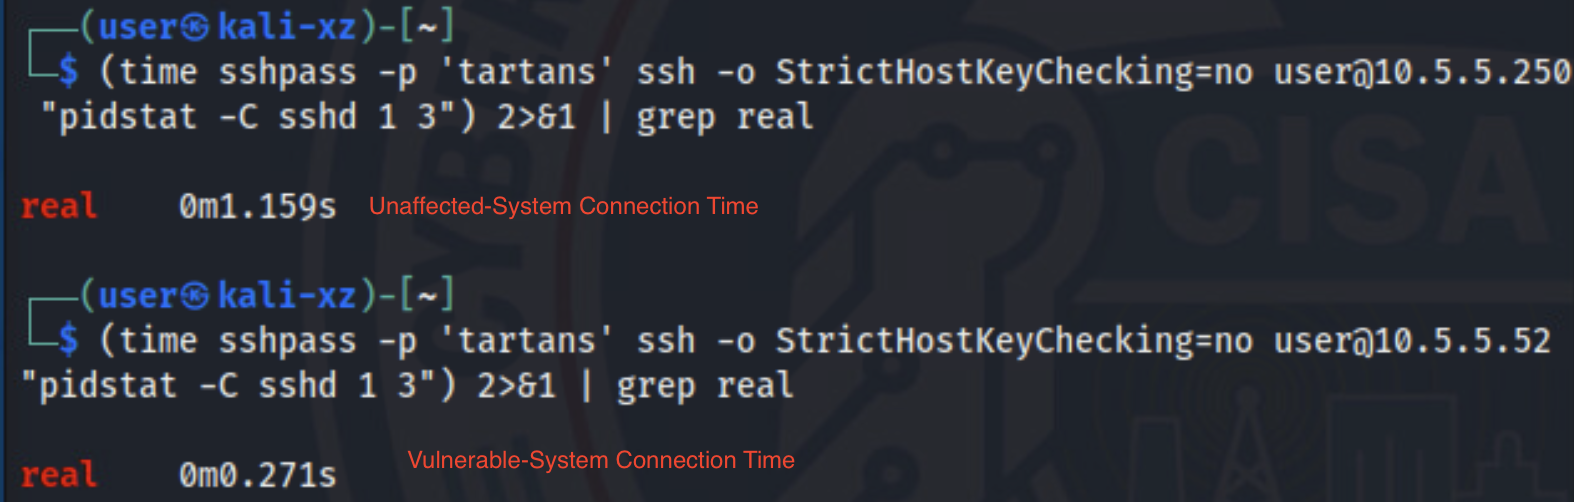 (user㉿kali-xz)-[~]
$ (time sshpass -p 'tartans' ssh -o StrictHostKeyChecking=no user@10.5.5.250
"pidstat -C sshd 1 3") 2>&1 | grep real
real 0m1.159s Unaffected-System Connection Time
CISA
(user㉿kali-xz)-[~]
$ (time sshpass -p 'tartans' ssh -o StrictHostKeyChecking=no user@10.5.5.52
"pidstat -C sshd 1 3") 2>&1 | grep real
real 0m0.271s Vulnerable-System Connection Time